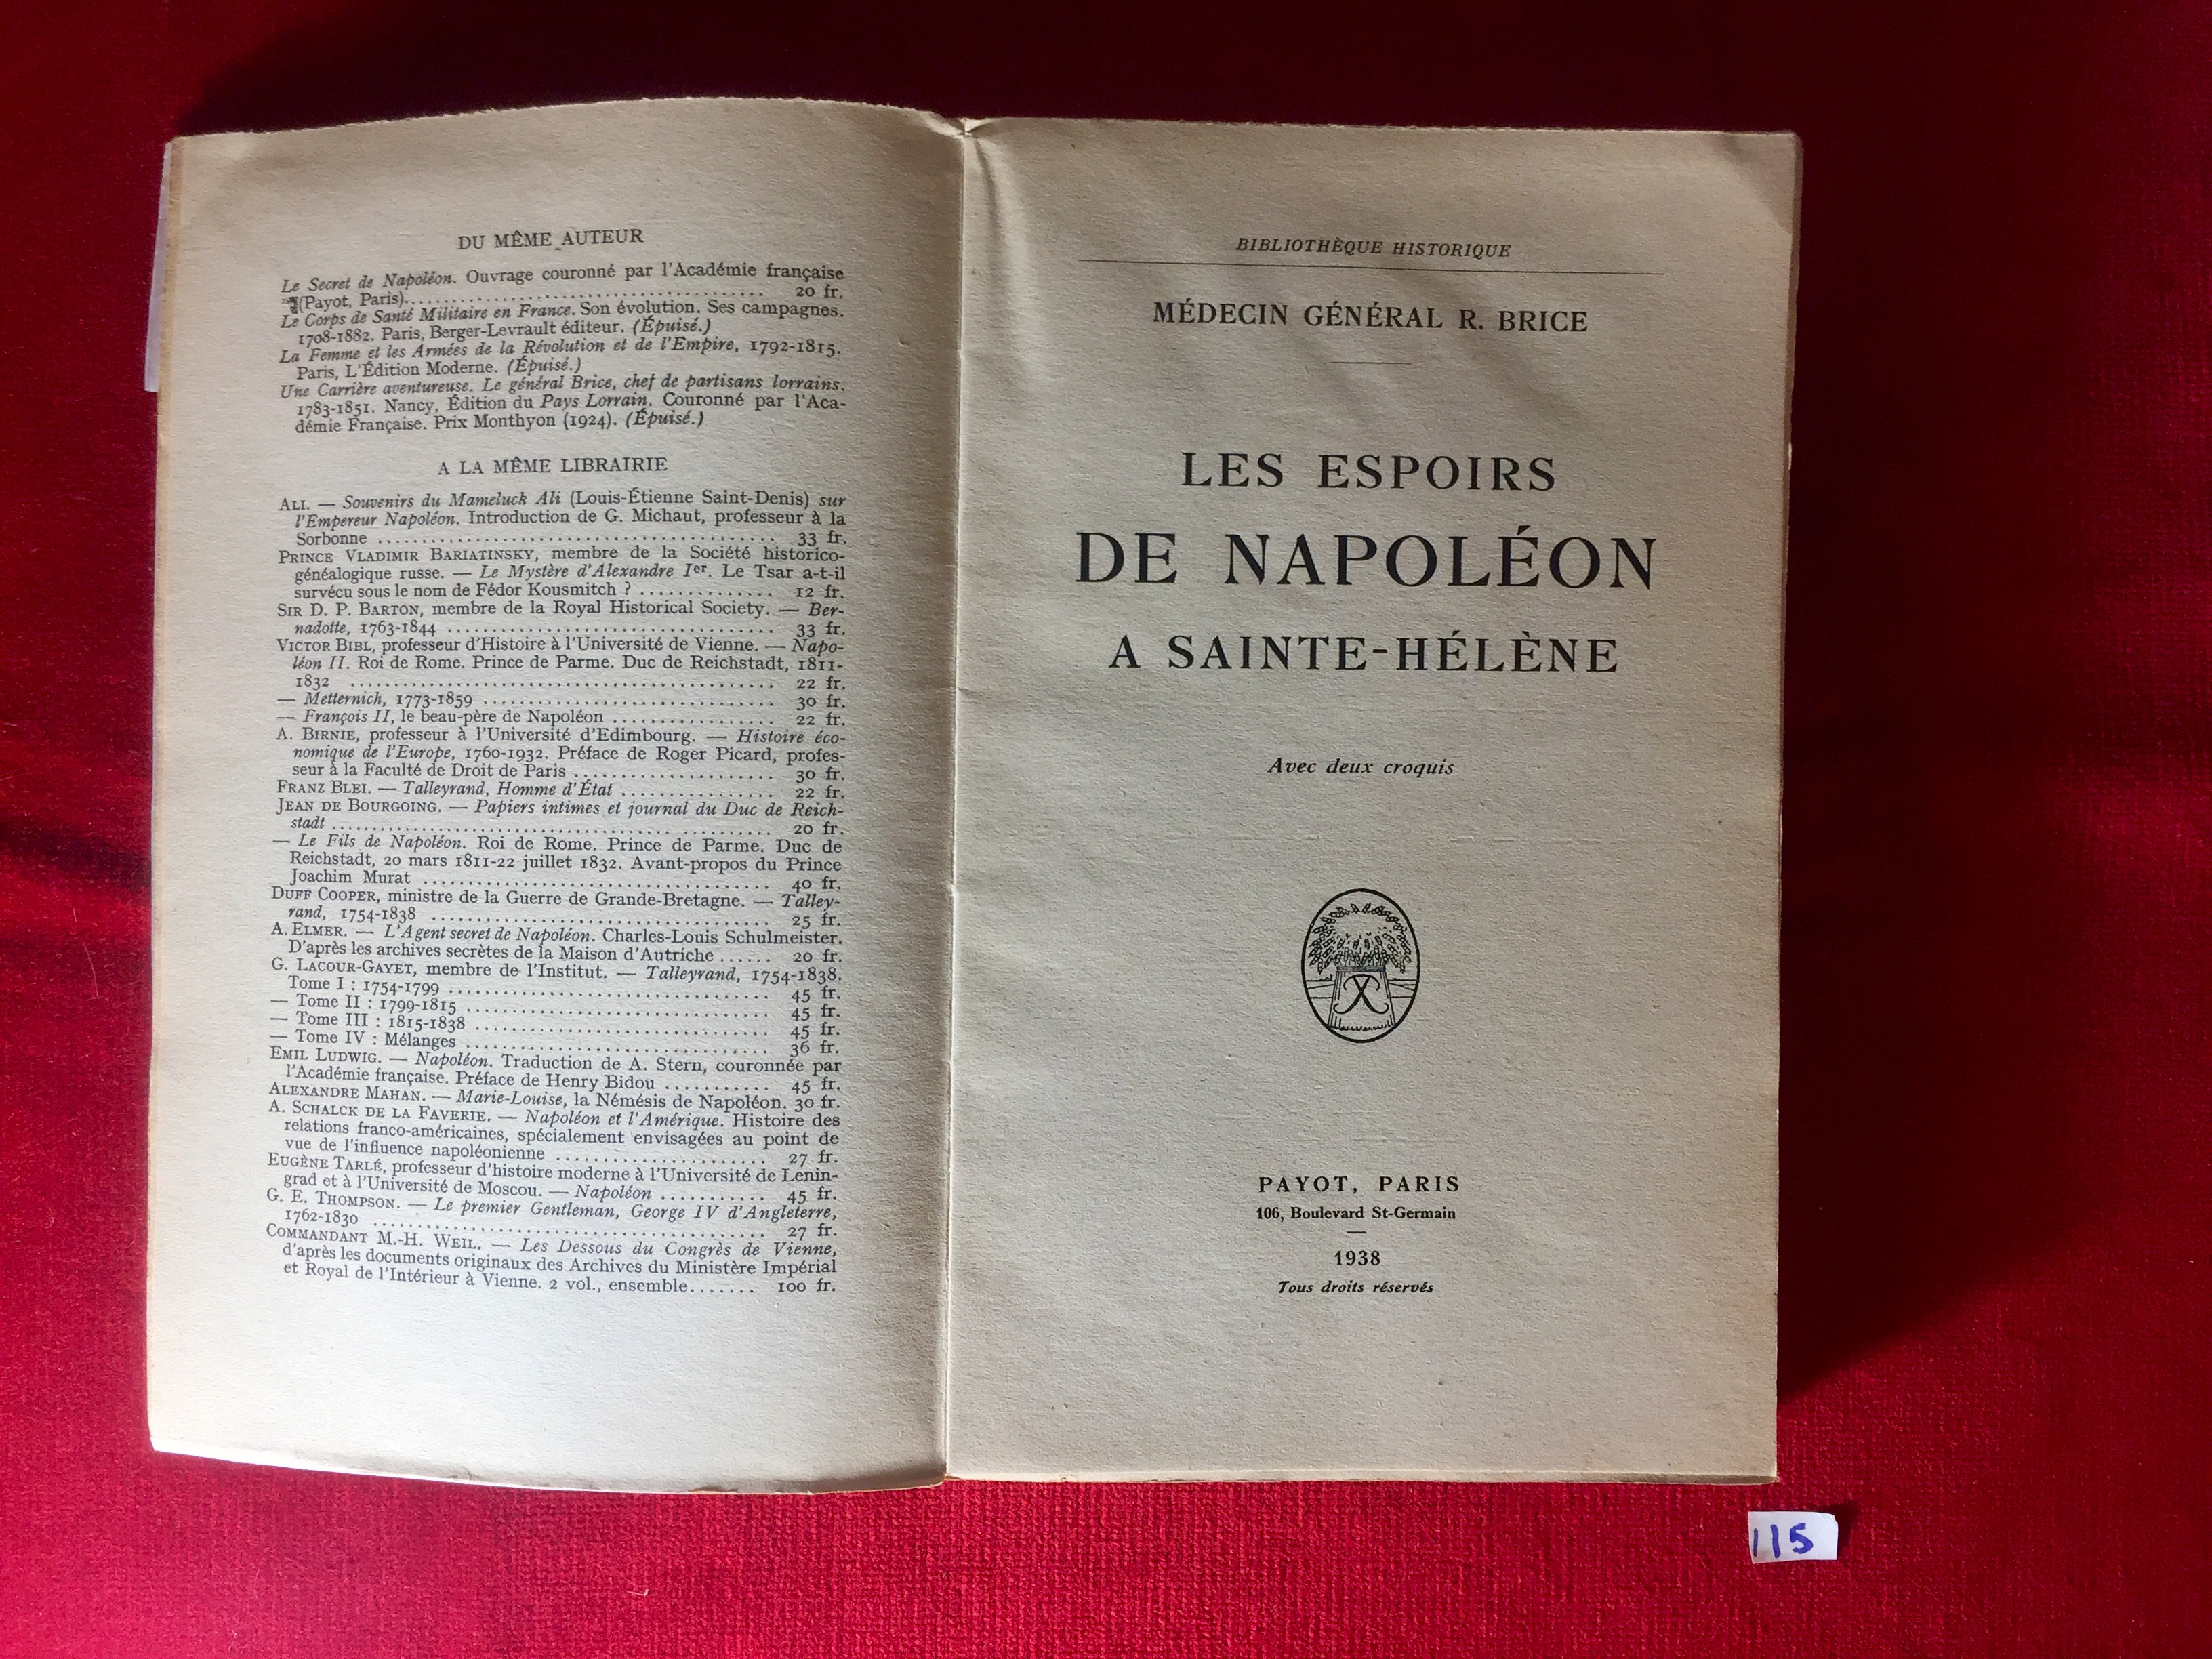 DU MÊME AUTEUR
Le Secret de Napoléon. Ouvrage couronné par l'Académie française
(Payot, Paris)........................................ 20 fr.
Le Corps de Santé Militaire en France. Son évolution. Ses campagnes.
1708-1882. Paris, Berger-Levrault éditeur. (Épuisé.)
La Femme et les Armées de la Révolution et de l'Empire, 1792-1815.
Paris, L'Édition Moderne. (Épuisé.)
Une Carrière aventureuse. Le général Brice, chef de partisans lorrains.
1783-1851. Nancy, Édition du Pays Lorrain. Couronné par l'Aca-
démie Française. Prix Monthyon (1924). (Épuisé.)
A LA MÊME LIBRAIRIE
ALI. — Souvenirs du Mameluck Ali (Louis-Étienne Saint-Denis) sur
l'Empereur Napoléon. Introduction de G. Michaut, professeur à la
Sorbonne ........................................ 33 fr.
PRINCE VLADIMIR BARIATINSKY, membre de la Société historico-
généalogique russe. — Le Mystère d'Alexandre Ier. Le Tsar a-t-il
survécu sous le nom de Fédor Kousmitch ? .............. 12 fr.
SIR D. P. BARTON, membre de la Royal Historical Society. — Ber-
nadotte, 1763-1844 .................................. 33 fr.
VICTOR BIBL, professeur d'Histoire à l'Université de Vienne. — Napo-
léon II. Roi de Rome. Prince de Parme. Duc de Reichstadt, 1811-
1832 ............................................ 22 fr.
— Metternich, 1773-1859 .............................. 30 fr.
— François II, le beau-père de Napoléon ................. 22 fr.
A. BIRNIE, professeur à l'Université d'Edimbourg. — Histoire éco-
nomique de l'Europe, 1760-1932. Préface de Roger Picard, profes-
seur à la Faculté de Droit de Paris ..................... 30 fr.
FRANZ BLEI. — Talleyrand, Homme d'État ................ 22 fr.
JEAN DE BOURGOING. — Papiers intimes et journal du Duc de Reich-
stadt ............................................. 20 fr.
— Le Fils de Napoléon. Roi de Rome. Prince de Parme. Duc de
Reichstadt, 20 mars 1811-22 juillet 1832. Avant-propos du Prince
Joachim Murat .................................... 40 fr.
DUFF COOPER, ministre de la Guerre de Grande-Bretagne. — Talley-
rand, 1754-1838 ................................... 25 fr.
A. ELMER. — L'Agent secret de Napoléon. Charles-Louis Schulmeister.
D'après les archives secrètes de la Maison d'Autriche ...... 20 fr.
G. LACOUR-GAYET, membre de l'Institut. — Talleyrand, 1754-1838.
Tome I : 1754-1799 ................................. 45 fr.
— Tome II : 1799-1815 ............................... 45 fr.
— Tome III : 1815-1838 .............................. 45 fr.
— Tome IV : Mélanges ............................... 36 fr.
EMIL LUDWIG. — Napoléon. Traduction de A. Stern, couronnée par
l'Académie française. Préface de Henry Bidou ........... 45 fr.
ALEXANDRE MAHAN. — Marie-Louise, la Némésis de Napoléon. 30 fr.
A. SCHALCK DE LA FAVERIE. — Napoléon et l'Amérique. Histoire des
relations franco-américaines, spécialement envisagées au point de
vue de l'influence napoléonienne ...................... 27 fr.
EUGÈNE TARLÉ, professeur d'histoire moderne à l'Université de Lenin-
grad et à l'Université de Moscou. — Napoléon ........... 45 fr.
G. E. THOMPSON. — Le premier Gentleman, George IV d'Angleterre,
1762-1830 ........................................ 27 fr.
COMMANDANT M.-H. WEIL. — Les Dessous du Congrès de Vienne,
d'après les documents originaux des Archives du Ministère Impérial
et Royal de l'Intérieur à Vienne. 2 vol., ensemble....... 100 fr.
BIBLIOTHÈQUE HISTORIQUE
MÉDECIN GÉNÉRAL R. BRICE
LES ESPOIRS
DE NAPOLÉON
A SAINTE-HÉLÈNE
Avec deux croquis
PAYOT, PARIS
106, Boulevard St-Germain
1938
Tous droits réservés
115